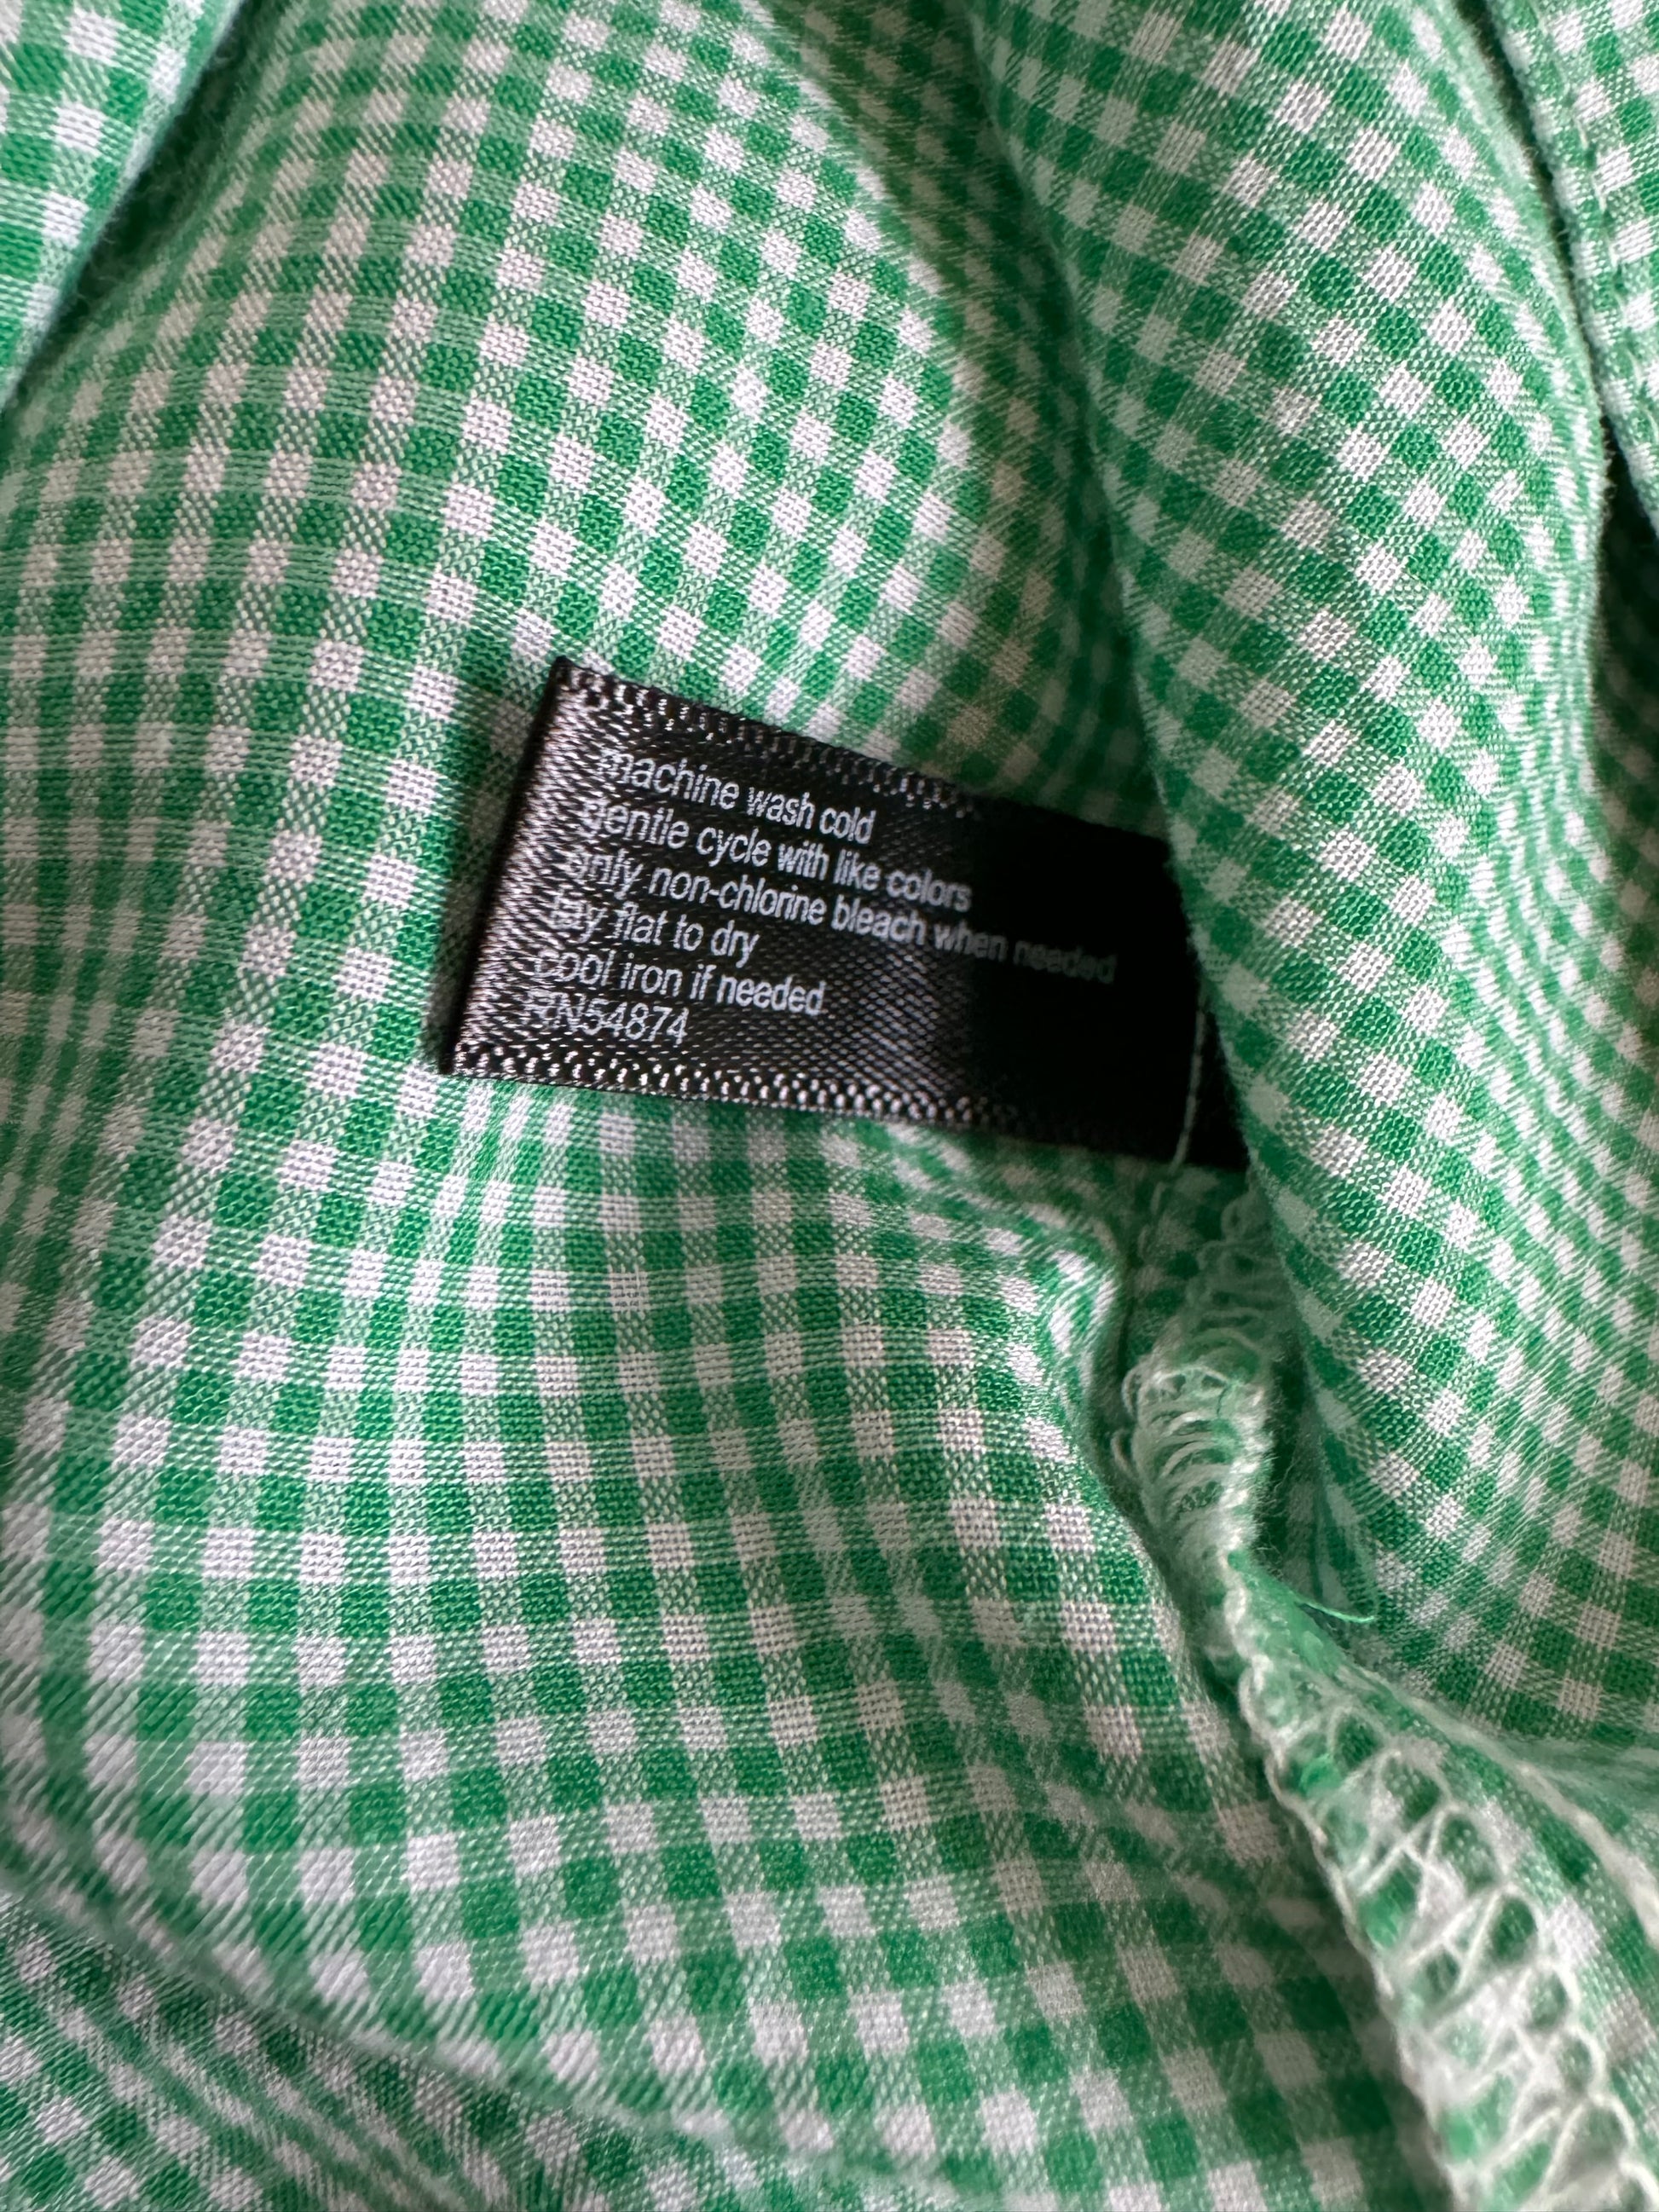 machine wash cold
gentle cycle with like colors
only non-chlorine bleach when needed
lay flat to dry
cool iron if needed
RN54874